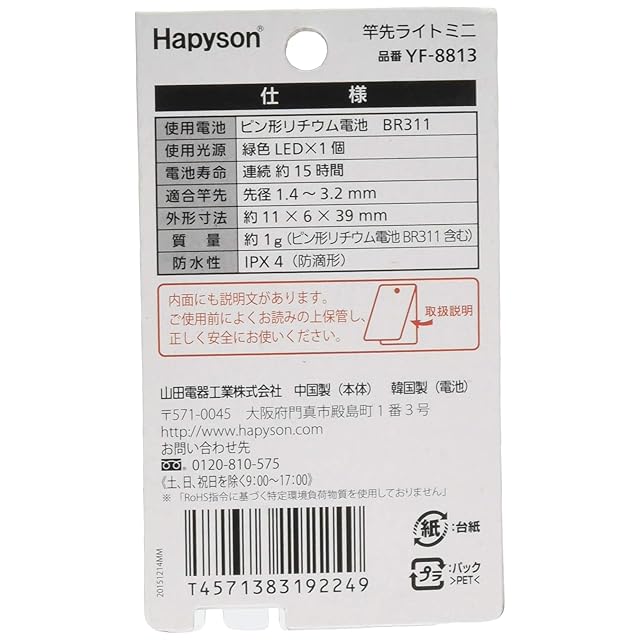 Hapyson®
竿先ライトミニ
品番 YF-8813
仕 様
使用電池 ピン形リチウム電池 BR311
使用光源 緑色 LED×1個
電池寿命 連続 約15時間
適合竿先 先径 1.4～3.2 mm
外形寸法 約 11 × 6 × 39 mm
質 量 約 1g（ピン形リチウム電池 BR311 含む）
防水性 IPX 4（防滴形）
内面にも説明文があります。
ご使用前によくお読みの上保管し、
正しく安全にお使いください。
取扱説明
山田電器工業株式会社 中国製（本体） 韓国製（電池）
〒571-0045 大阪府門真市殿島町1番3号
http://www.hapyson.com
お問い合わせ先
0120-810-575
《土、日、祝日を除く9:00～17:00》
※「RoHS指令に基づく特定環境負荷物質を使用しておりません」
20151214MM
T4571383192249
紙 :台紙
プラ :パック
>PET<